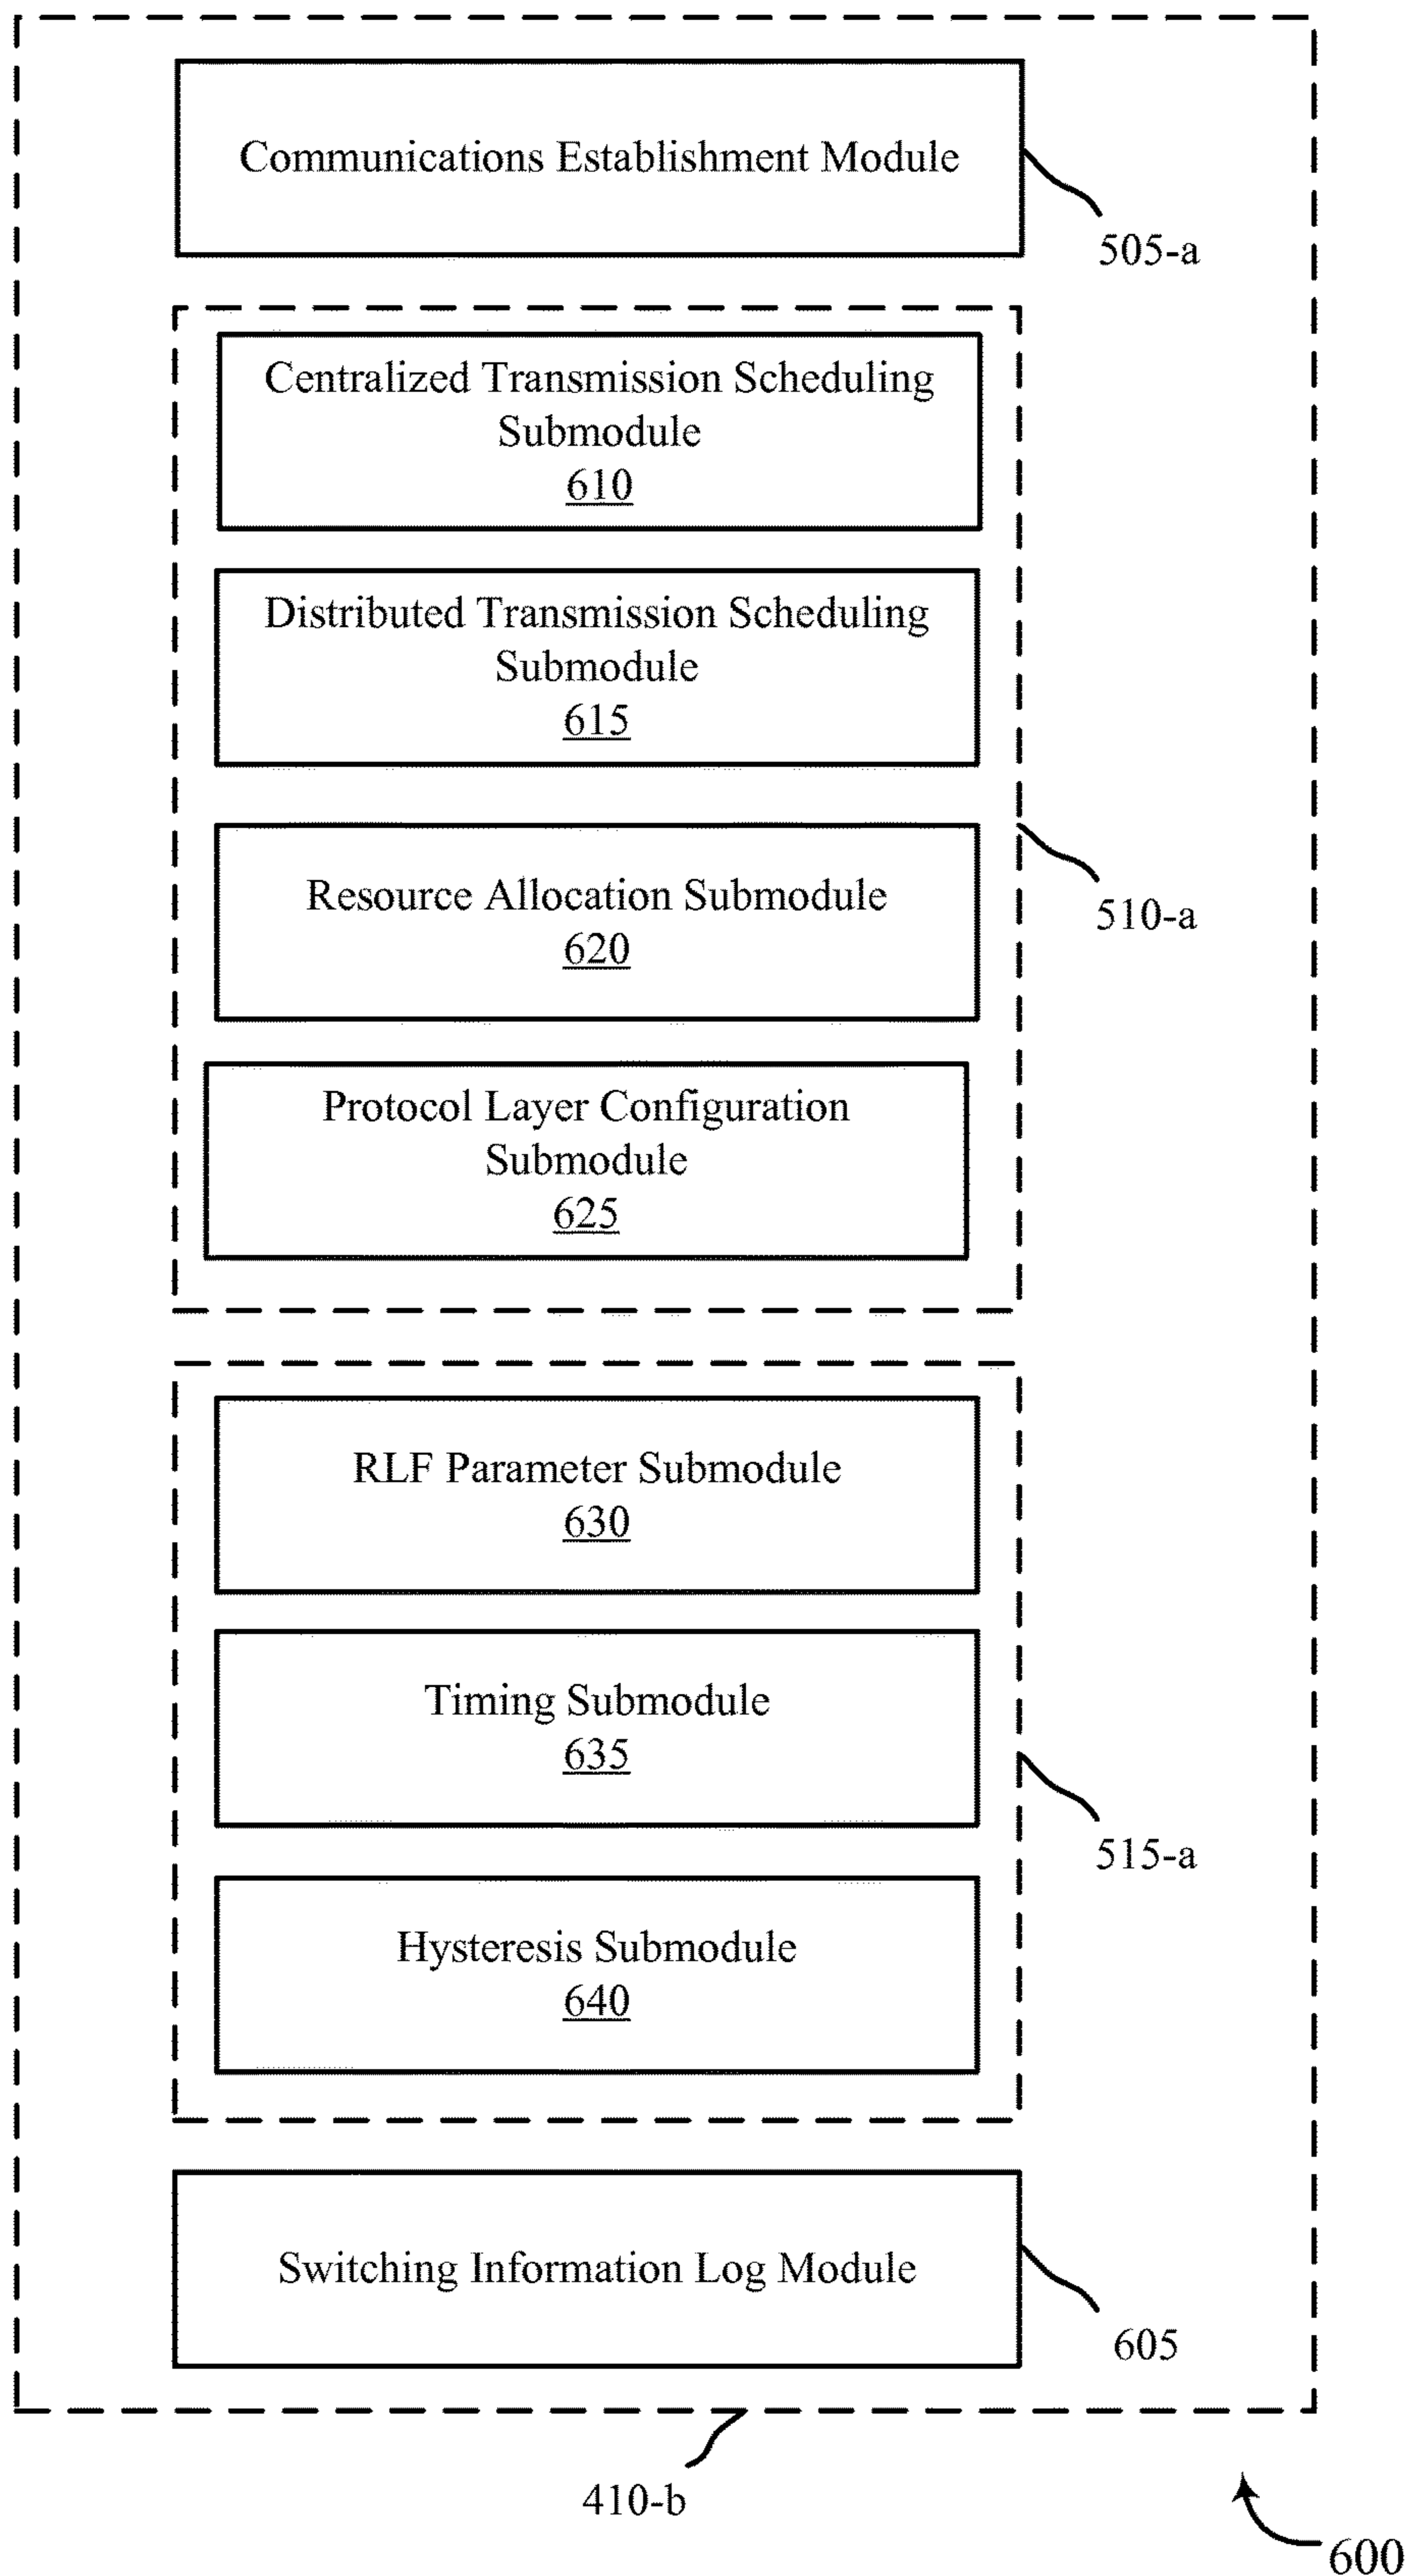 Communications Establishment Module
505-a
Centralized Transmission Scheduling
Submodule
610
Distributed Transmission Scheduling
Submodule
615
Resource Allocation Submodule
620
510-a
Protocol Layer Configuration
Submodule
625
RLF Parameter Submodule
630
Timing Submodule
635
515-a
Hysteresis Submodule
640
Switching Information Log Module
605
410-b
600